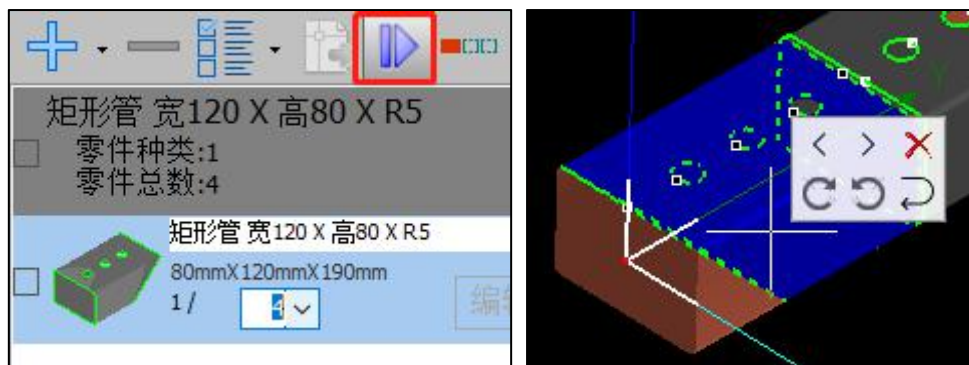 矩形管 宽120 X 高80 X R5
零件种类:1
零件总数:4
矩形管 宽120 X 高80 X R5
80mmX120mmX190mm
1 / 4
编